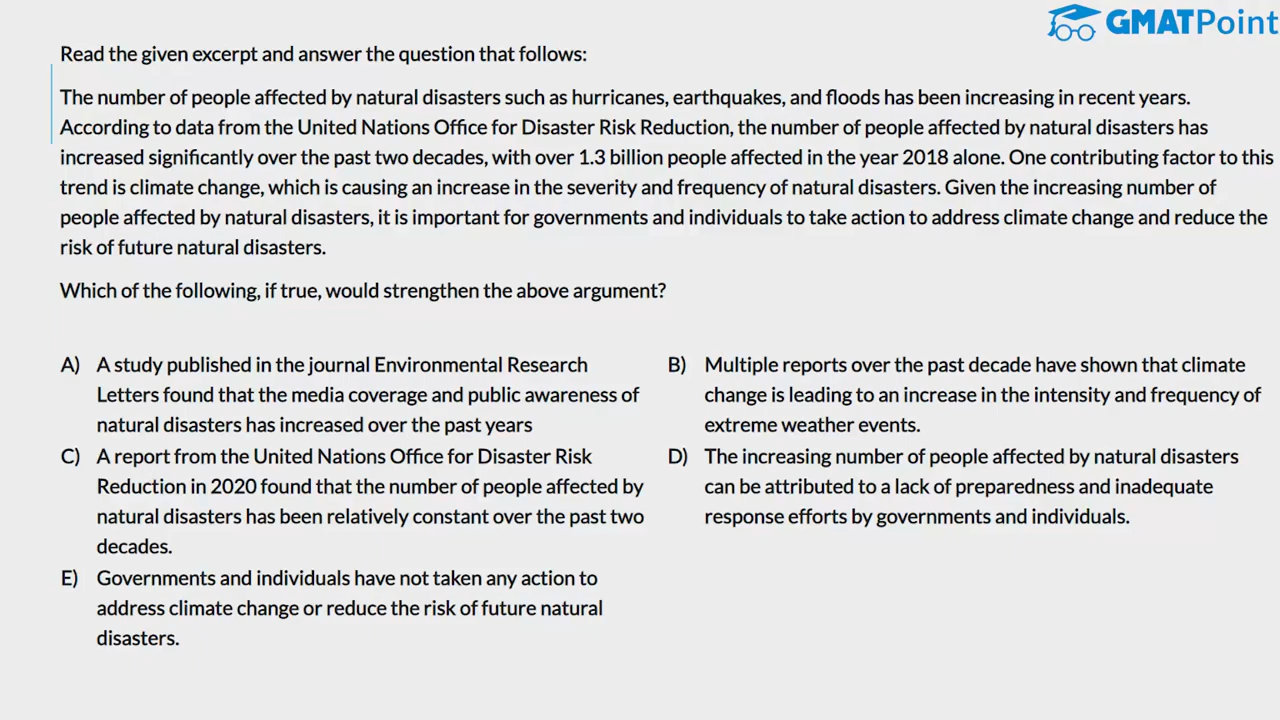 GMATPoint
Read the given excerpt and answer the question that follows:
The number of people affected by natural disasters such as hurricanes, earthquakes, and floods has been increasing in recent years.
According to data from the United Nations Office for Disaster Risk Reduction, the number of people affected by natural disasters has
increased significantly over the past two decades, with over 1.3 billion people affected in the year 2018 alone. One contributing factor to this
trend is climate change, which is causing an increase in the severity and frequency of natural disasters. Given the increasing number of
people affected by natural disasters, it is important for governments and individuals to take action to address climate change and reduce the
risk of future natural disasters.
Which of the following, if true, would strengthen the above argument?
A) A study published in the journal Environmental Research
Letters found that the media coverage and public awareness of
natural disasters has increased over the past years
B) Multiple reports over the past decade have shown that climate
change is leading to an increase in the intensity and frequency of
extreme weather events.
C) A report from the United Nations Office for Disaster Risk
Reduction in 2020 found that the number of people affected by
natural disasters has been relatively constant over the past two
decades.
D) The increasing number of people affected by natural disasters
can be attributed to a lack of preparedness and inadequate
response efforts by governments and individuals.
E) Governments and individuals have not taken any action to
address climate change or reduce the risk of future natural
disasters.